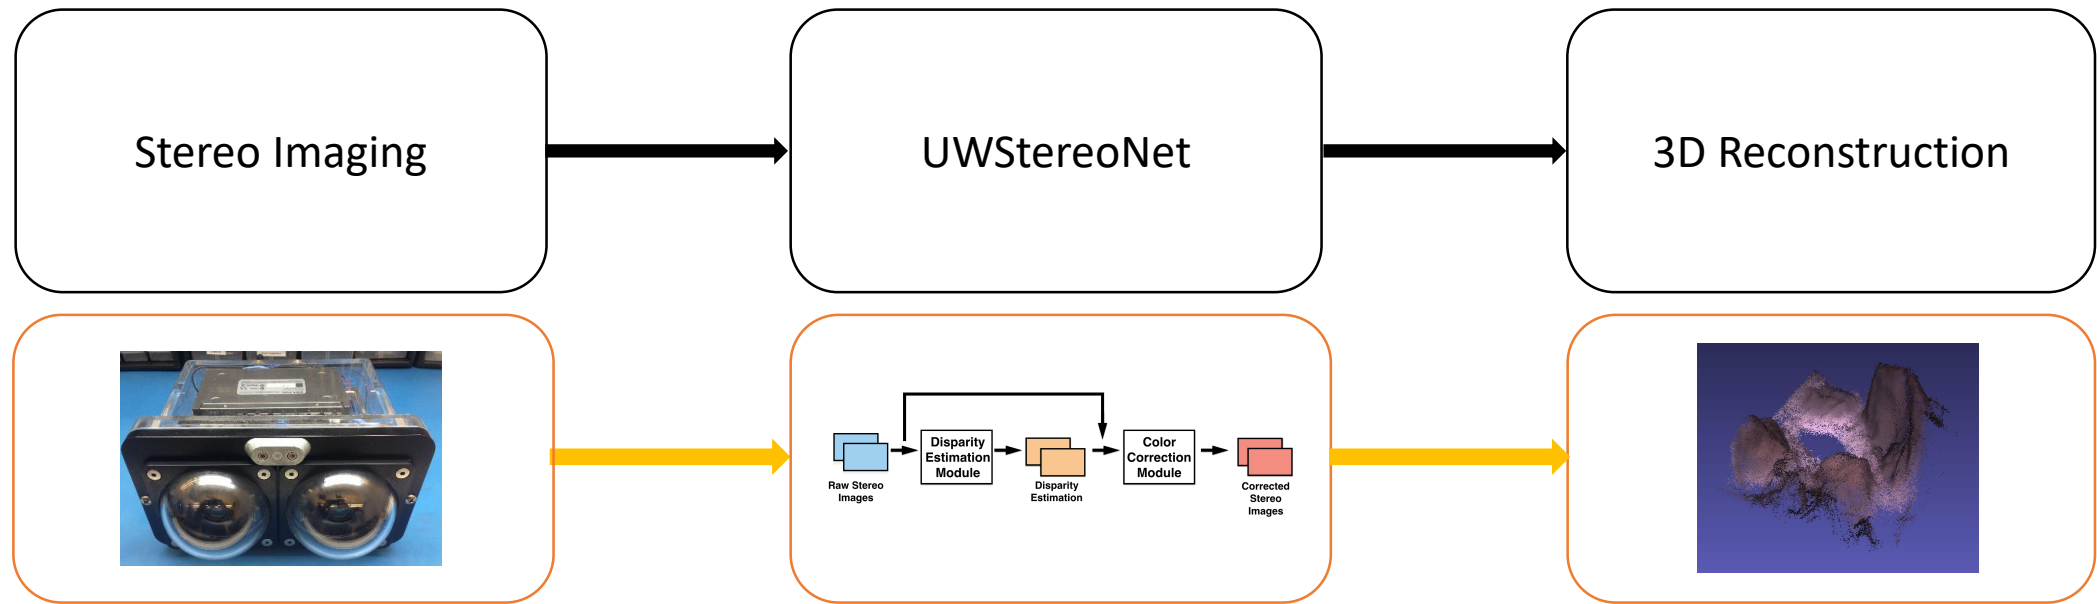 Stereo Imaging
UWStereoNet
3D Reconstruction
Disparity
Estimation
Module
Color
Correction
Module
Raw Stereo
Images
Disparity
Estimation
Corrected
Stereo
Images